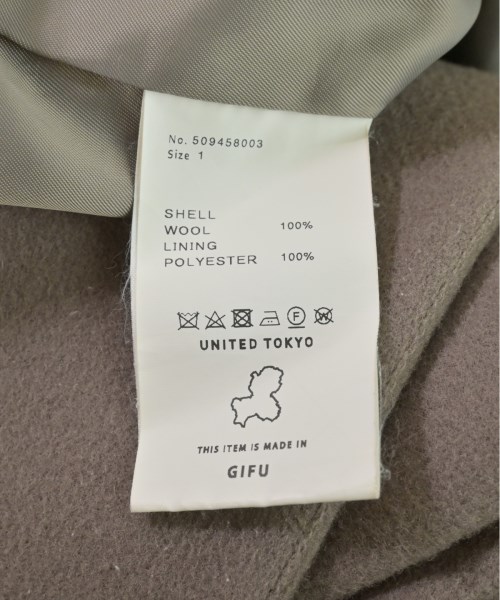 No. 509458003
Size 1
SHELL
WOOL 100%
LINING
POLYESTER 100%
F W
UNITED TOKYO
THIS ITEM IS MADE IN
GIFU